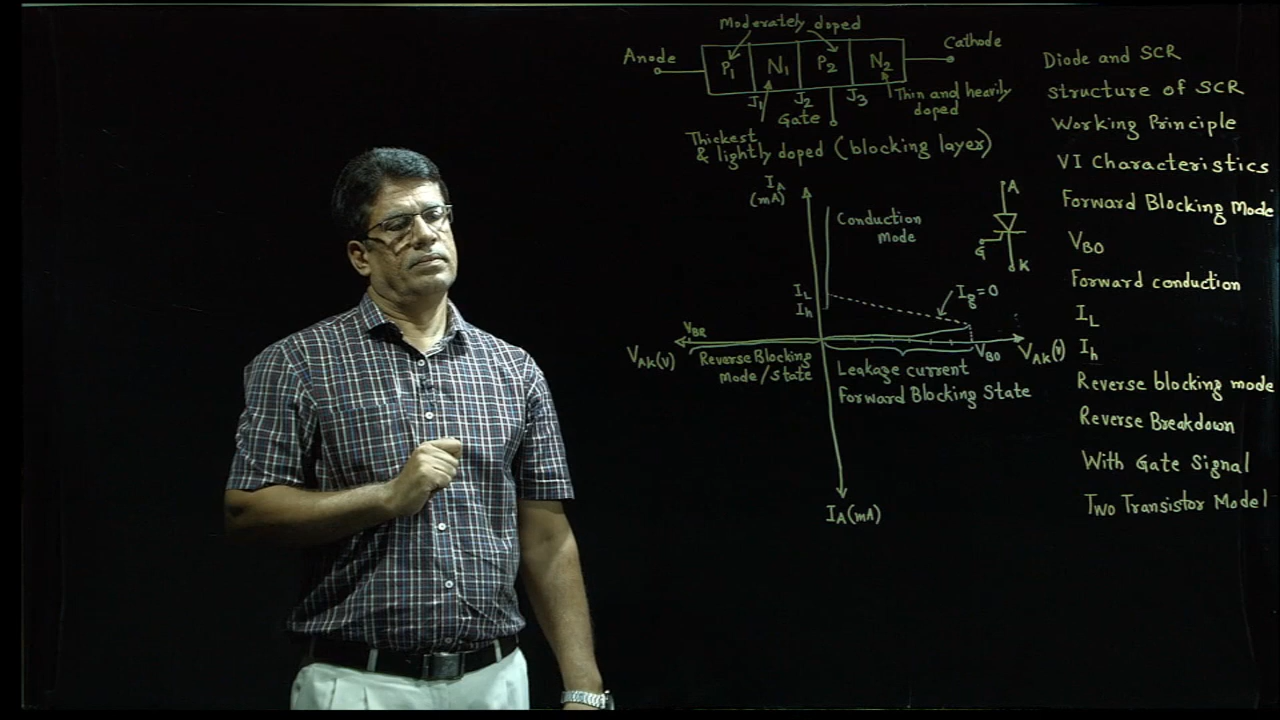 Moderately doped
Anode
P1 N1 P2 N2
Cathode
J1 J2 J3
Gate
Thin and heavily
doped
Thickest
& lightly doped (blocking layer)
IA
(mA)
Conduction
mode
A
G
K
IL
Ih
Ig=0
VBR
VAK(V)
Reverse Blocking
Mode/state
VBO
VAK(V)
Leakage current
Forward Blocking State
IA(mA)
Diode and SCR
structure of SCR
Working Principle
VI Characteristics
Forward Blocking Mode
VBO
Forward conduction
IL
Ih
Reverse blocking mode
Reverse Breakdown
With Gate Signal
Two Transistor Model